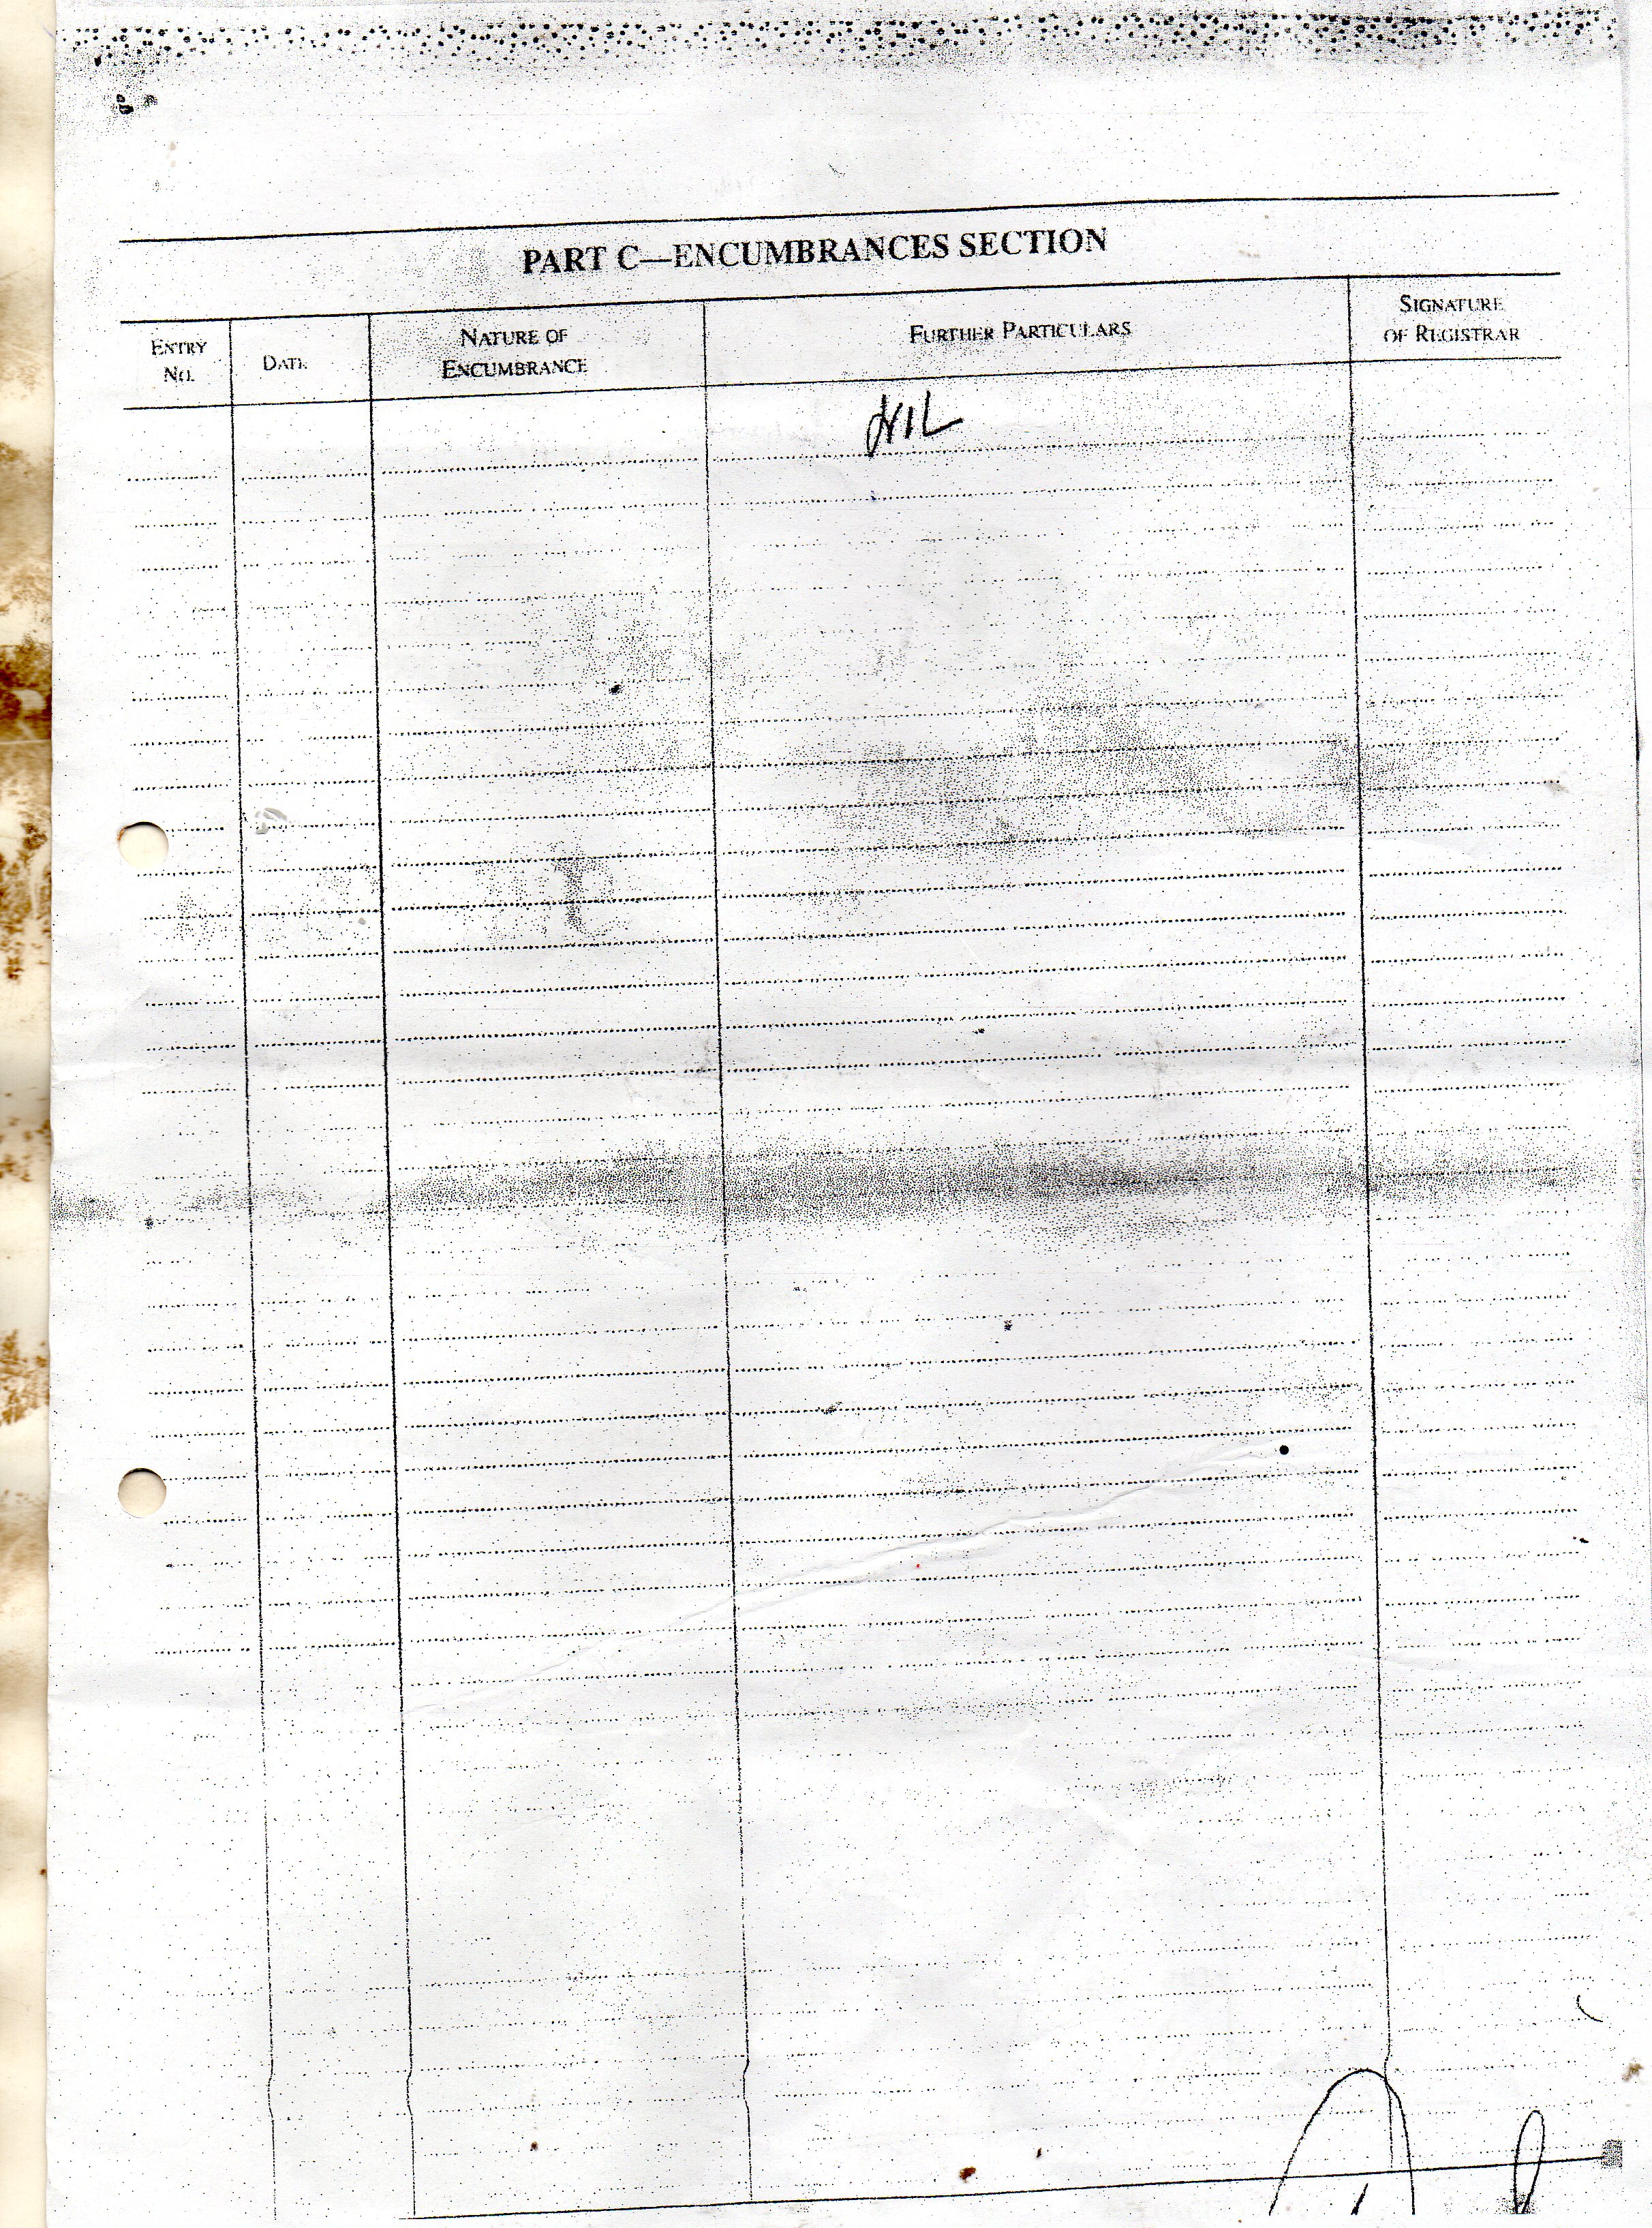 PART C—ENCUMBRANCES SECTION
ENTRY NO.
DATE
NATURE OF ENCUMBRANCE
FURTHER PARTICULARS
SIGNATURE OF REGISTRAR
NIL